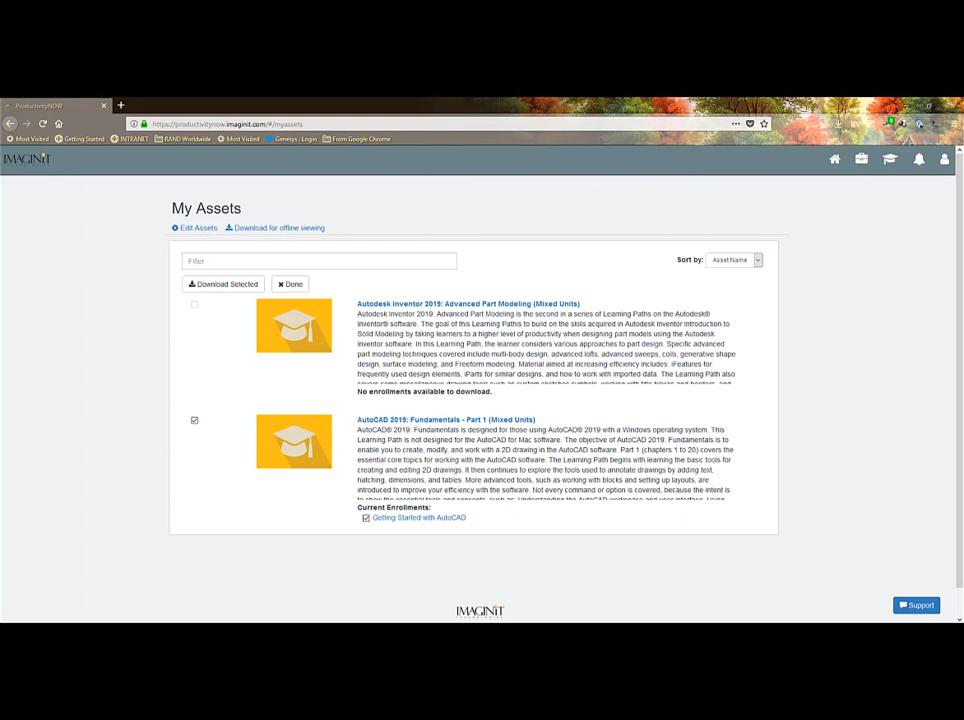 ProductivityNOW
https://productivitynow.imaginit.com/#/myassets
Most Visited Getting Started INTRANET RAND Worldwide Most Visited Genesys : Login From Google Chrome
IMAGINiT
My Assets
Edit Assets Download for offline viewing
Filter
Sort by: Asset Name
Download Selected Done
Autodesk Inventor 2019: Advanced Part Modeling (Mixed Units)
Autodesk Inventor 2019: Advanced Part Modeling is the second in a series of Learning Paths on the Autodesk®
Inventor® software. The goal of this Learning Paths to build on the skills acquired in Autodesk Inventor Introduction to
Solid Modeling by taking learners to a higher level of productivity when designing part models using the Autodesk
Inventor software. In this Learning Path, the learner considers various approaches to part design. Specific advanced
part modeling techniques covered include multi-body design, advanced lofts, advanced sweeps, coils, generative shape
design, surface modeling, and Freeform modeling. Material aimed at increasing efficiency includes: iFeatures for
frequently used design elements, iParts for similar designs, and how to work with imported data. The Learning Path also
No enrollments available to download.
AutoCAD 2019: Fundamentals - Part 1 (Mixed Units)
AutoCAD® 2019: Fundamentals is designed for those using AutoCAD® 2019 with a Windows operating system. This
Learning Path is not designed for the AutoCAD for Mac software. The objective of AutoCAD 2019: Fundamentals is to
enable you to create, modify, and work with a 2D drawing in the AutoCAD software. Part 1 (chapters 1 to 20) covers the
essential core topics for working with the AutoCAD software. The Learning Path begins with learning the basic tools for
creating and editing 2D drawings. It then continues to explore the tools used to annotate drawings by adding text,
hatching, dimensions, and tables. More advanced tools, such as working with blocks and setting up layouts, are
introduced to improve your efficiency with the software. Not every command or option is covered, because the intent is
Current Enrollments:
Getting Started with AutoCAD
IMAGINiT
TECHNOLOGIES
Support